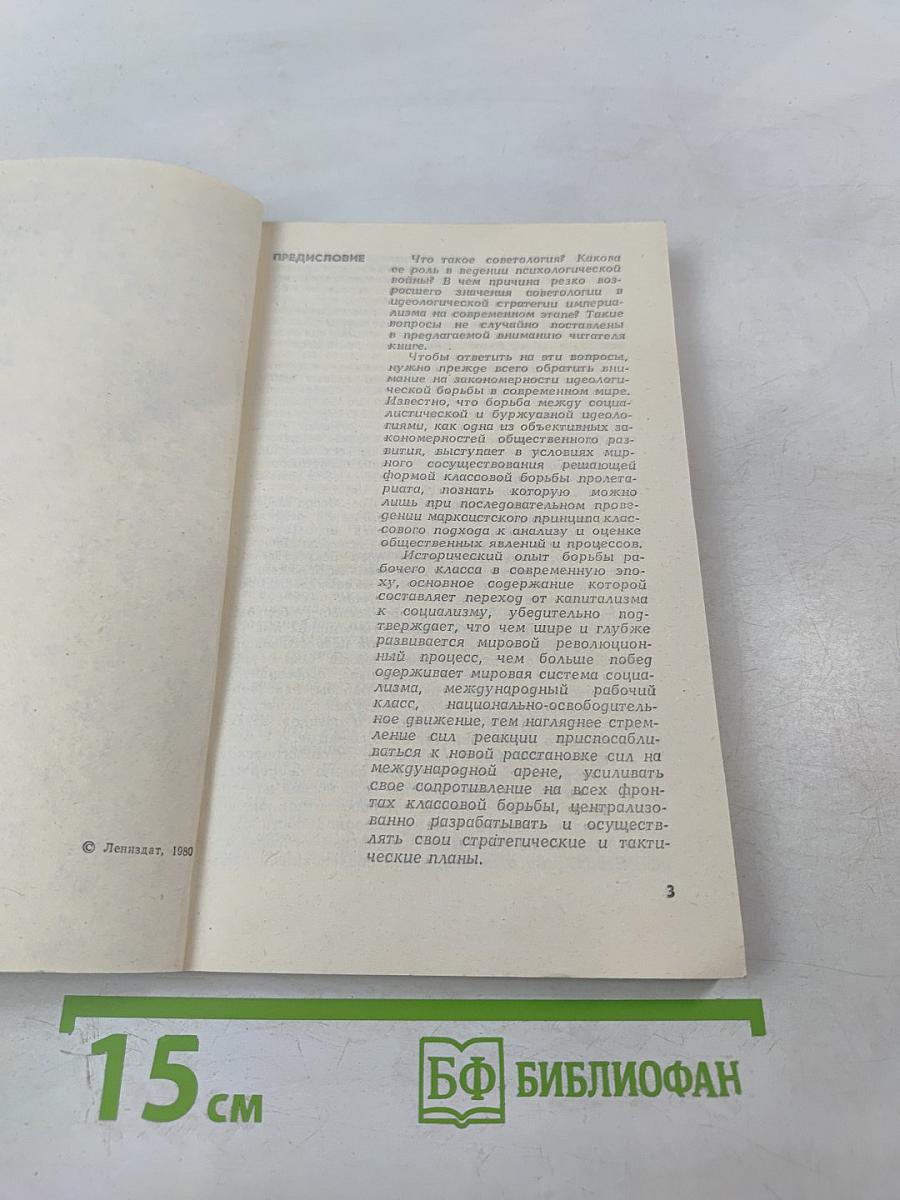 © Лениздат, 1980
ПРЕДИСЛОВИЕ
Что такое советология? Какова
ее роль в ведении психологической
войны? В чем причина резко воз-
росшего значения советологии в
идеологической стратегии империа-
лизма на современном этапе? Такие
вопросы не случайно поставлены
в предлагаемой вниманию читателя
книге.
Чтобы ответить на эти вопросы,
нужно прежде всего обратить вни-
мание на закономерности идеологи-
ческой борьбы в современном мире.
Известно, что борьба между социа-
листической и буржуазной идеоло-
гиями, как одна из объективных за-
кономерностей общественного раз-
вития, выступает в условиях мир-
ного сосуществования решающей
формой классовой борьбы пролета-
риата, познать которую можно
лишь при последовательном прове-
дении марксистского принципа клас-
сового подхода к анализу и оценке
общественных явлений и процессов.
Исторический опыт борьбы ра-
бочего класса в современную эпо-
ху, основное содержание которой
составляет переход от капитализма
к социализму, убедительно под-
тверждает, что чем шире и глубже
развивается мировой революцион-
ный процесс, чем больше побед
одерживает мировая система социа-
лизма, международный рабочий
класс, национально-освободитель-
ное движение, тем нагляднее стрем-
ление сил реакции приспосабли-
ваться к новой расстановке сил на
международной арене, усиливать
свое сопротивление на всех фрон-
тах классовой борьбы, централизо-
ванно разрабатывать и осуществ-
лять свои стратегические и такти-
ческие планы.
3
15 см
БФ БИБЛИОФАН